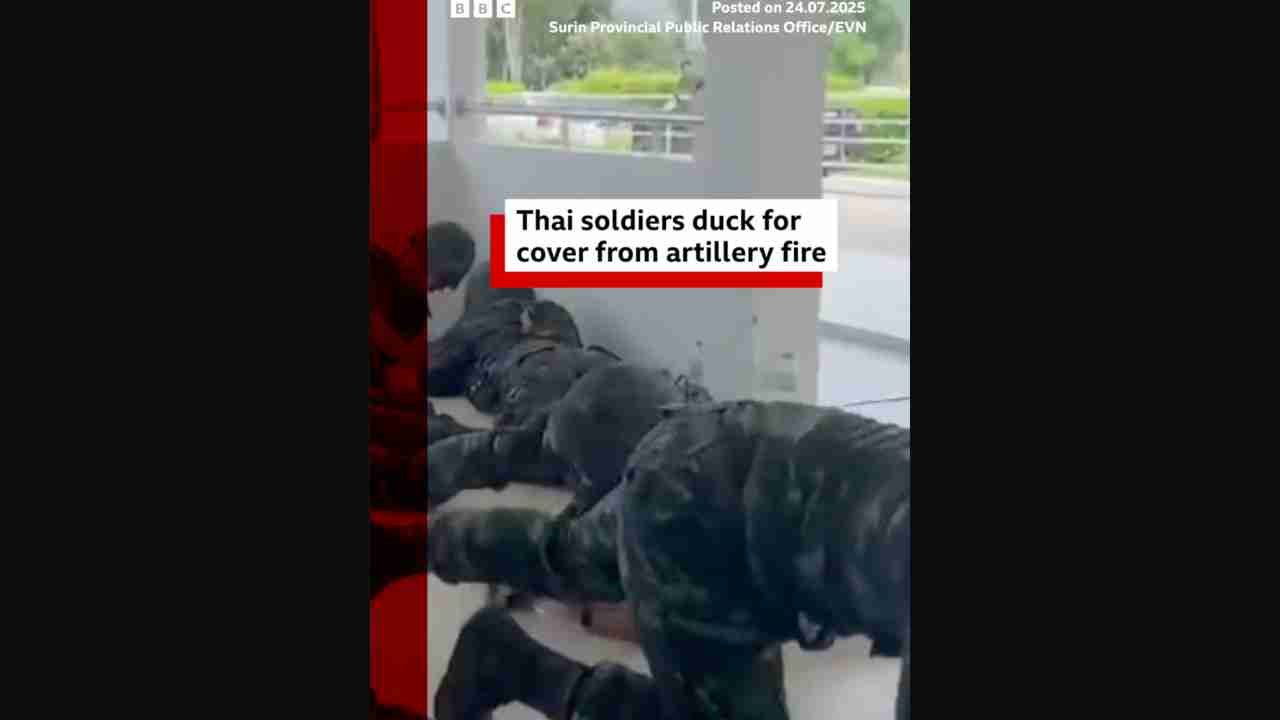 BBC
Posted on 24.07.2025
Surin Provincial Public Relations Office/EVN
Thai soldiers duck for
cover from artillery fire